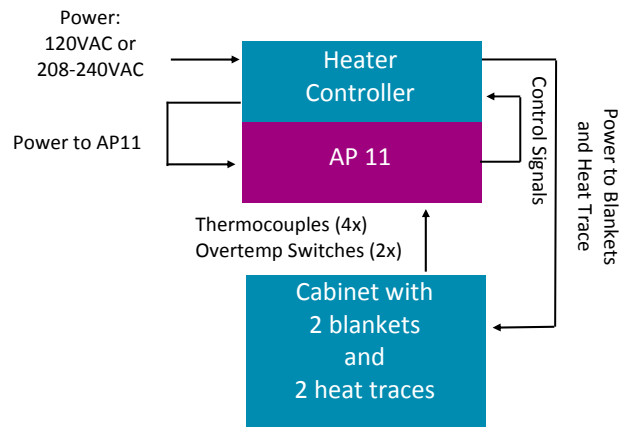 Power:
120VAC or
208-240VAC
Heater
Controller
Power to AP11
AP 11
Control Signals
Power to Blankets
and Heat Trace
Thermocouples (4x)
Overtemp Switches (2x)
Cabinet with
2 blankets
and
2 heat traces